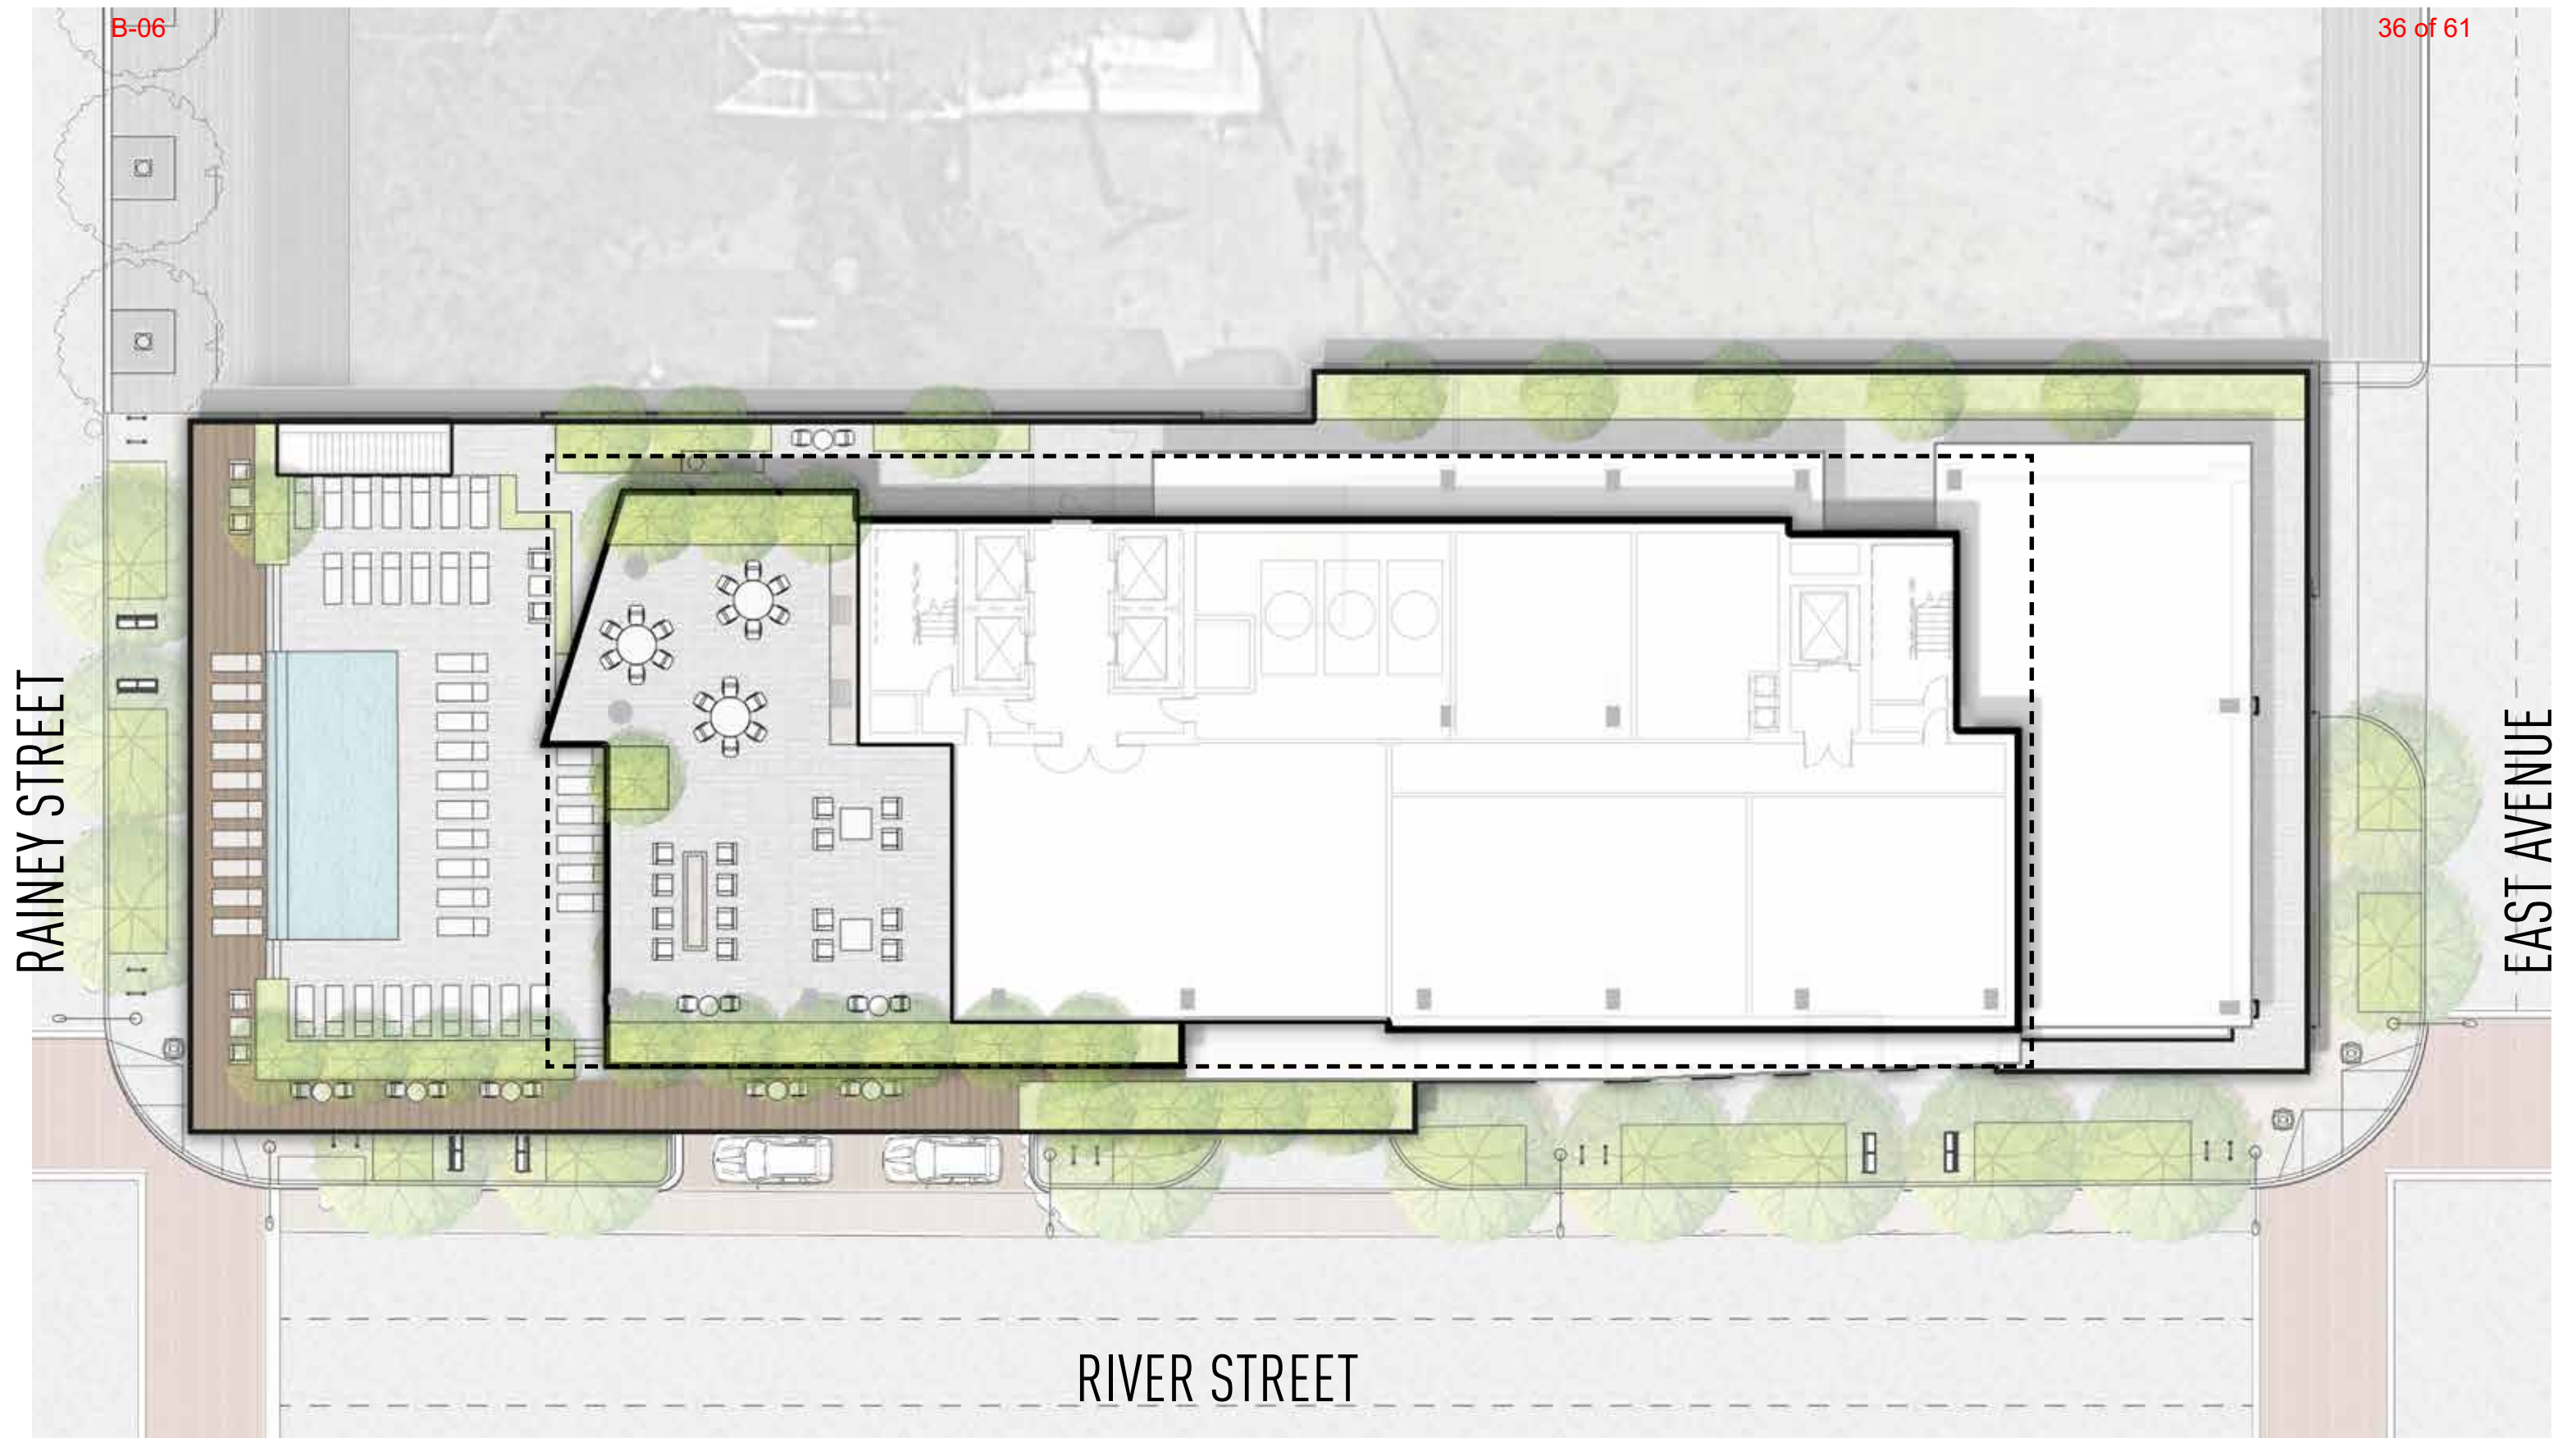 B-06
36 of 61
RAINEY STREET
EAST AVENUE
RIVER STREET